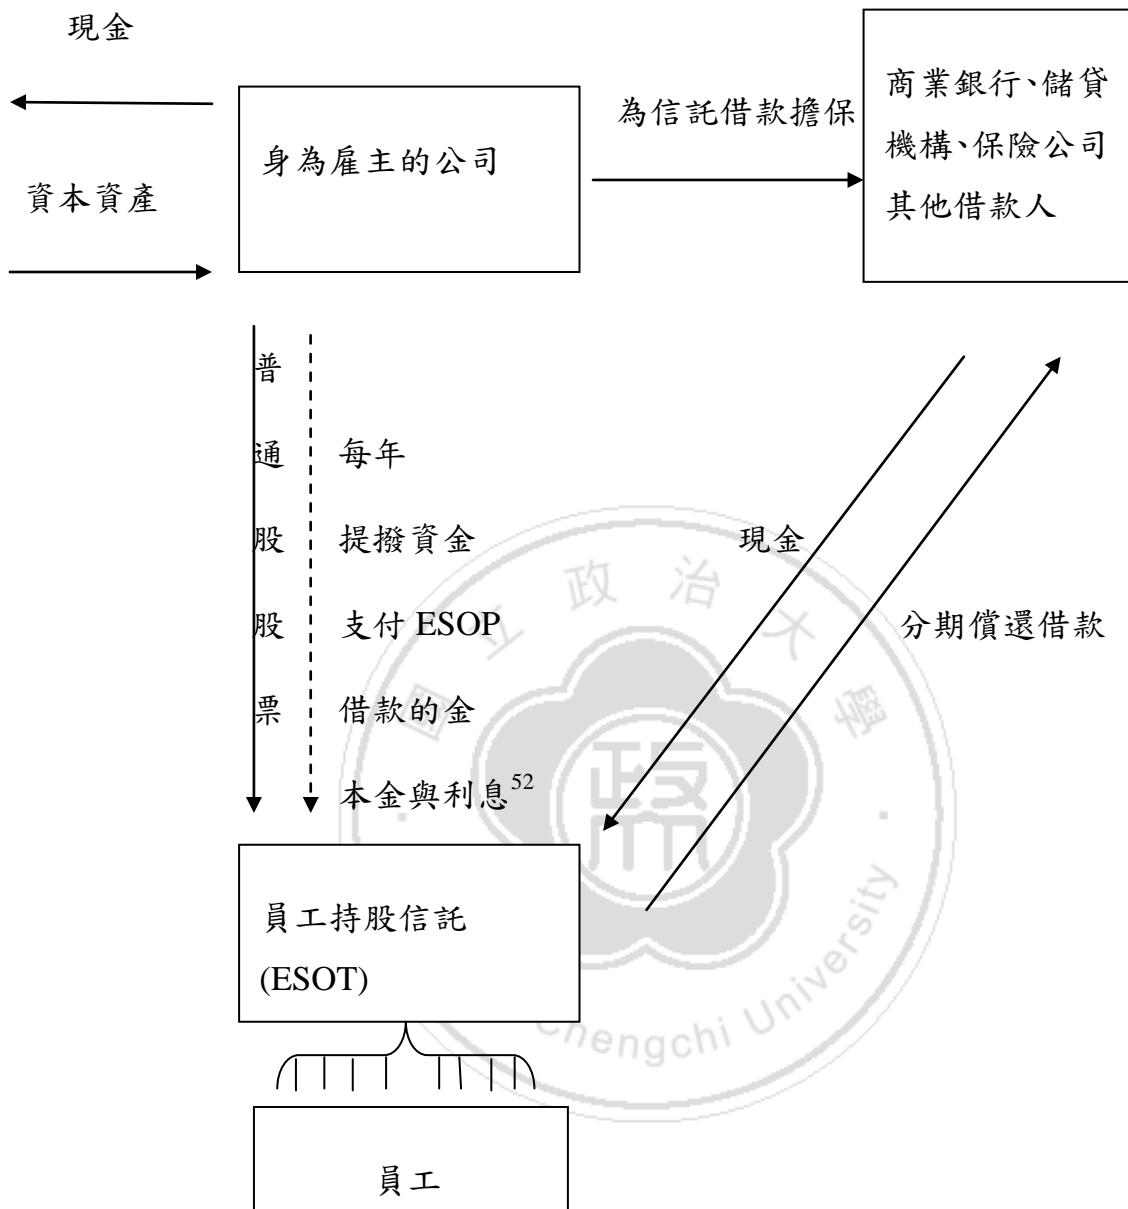 現金
資本資產
身為雇主的公司
為信託借款擔保
商業銀行、儲貸
機構、保險公司
其他借款人
普
通
股
股
票
每年
提撥資金
支付 ESOP
借款的金
本金與利息52
現金
分期償還借款
員工持股信託
(ESOT)
員工
國立政治大學
政
Chengchi University